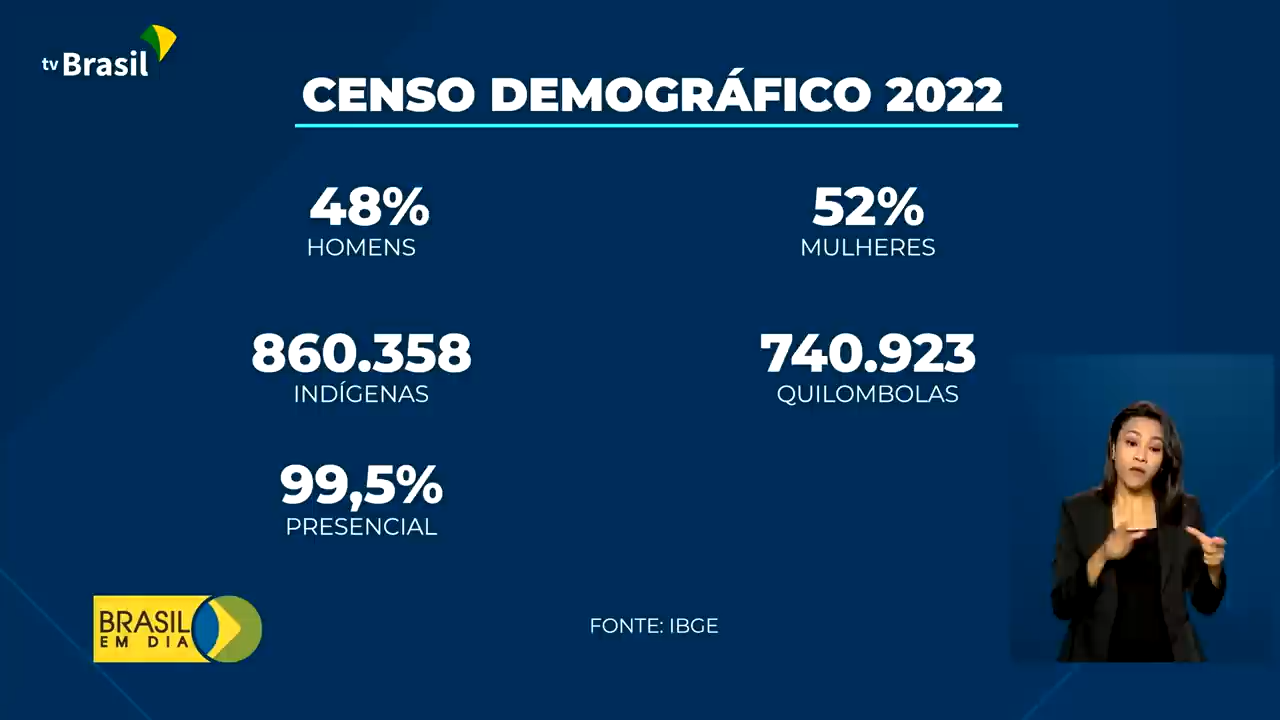 tv Brasil
CENSO DEMOGRÁFICO 2022
48%
HOMENS
52%
MULHERES
860.358
INDÍGENAS
740.923
QUILOMBOLAS
99,5%
PRESENCIAL
BRASIL
EM DIA
FONTE: IBGE